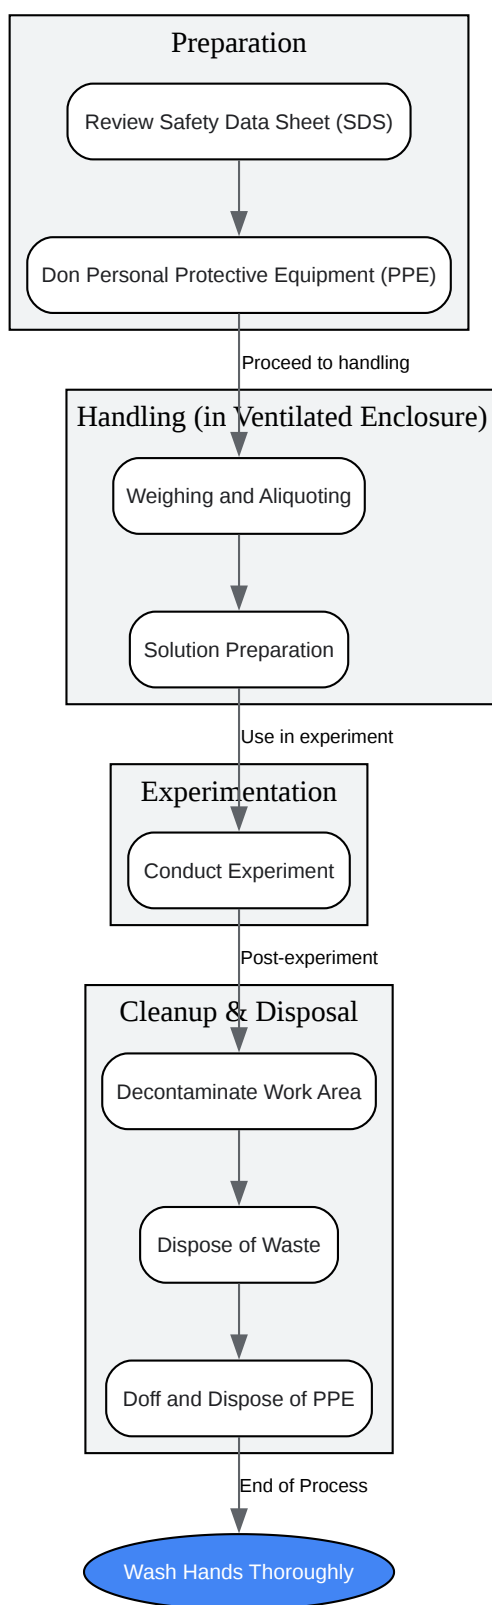 Preparation
Review Safety Data Sheet (SDS)
Don Personal Protective Equipment (PPE)
Proceed to handling
Handling (in Ventilated Enclosure)
Weighing and Aliquoting
Solution Preparation
Use in experiment
Experimentation
Conduct Experiment
Post-experiment
Cleanup & Disposal
Decontaminate Work Area
Dispose of Waste
Doff and Dispose of PPE
End of Process
Wash Hands Thoroughly